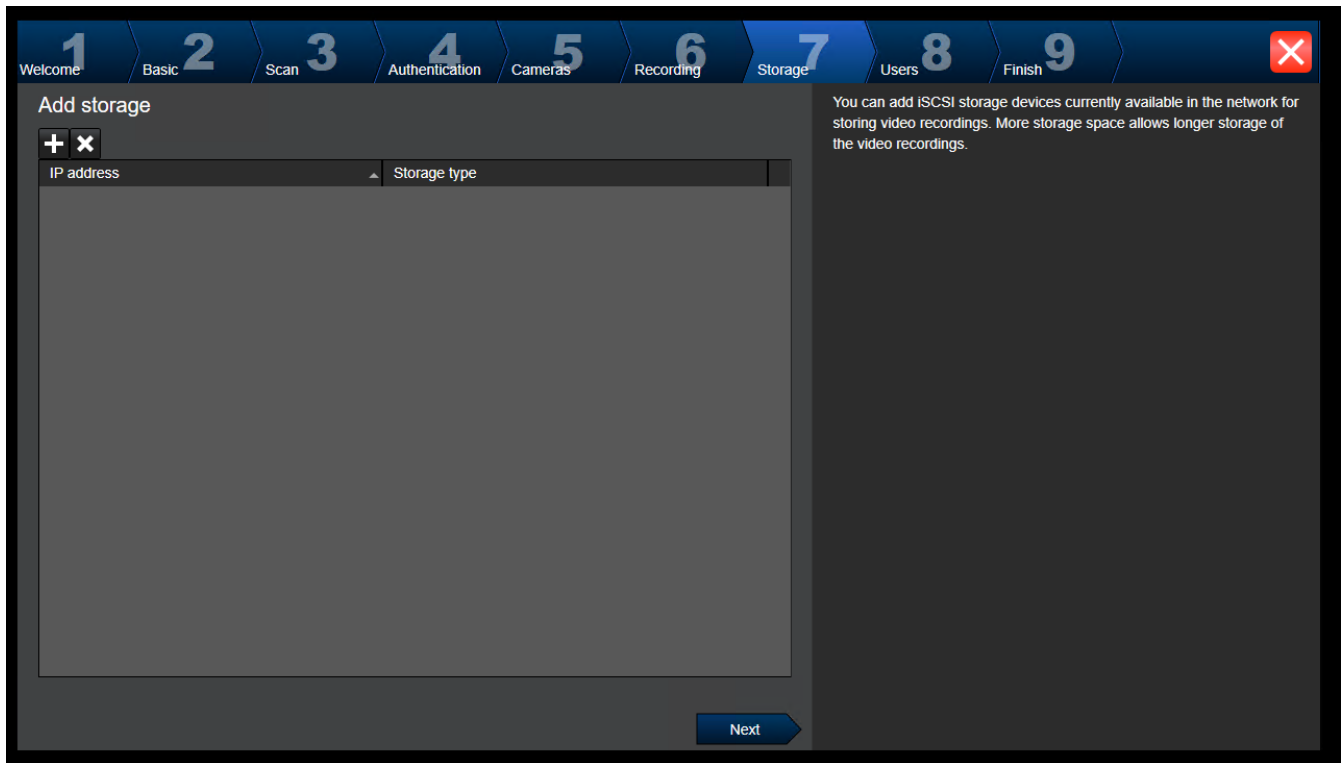 1 Welcome
2 Basic
3 Scan
4 Authentication
5 Cameras
6 Recording
7 Storage
8 Users
9 Finish
Add storage
IP address
Storage type
Next
You can add iSCSI storage devices currently available in the network for
storing video recordings. More storage space allows longer storage of
the video recordings.